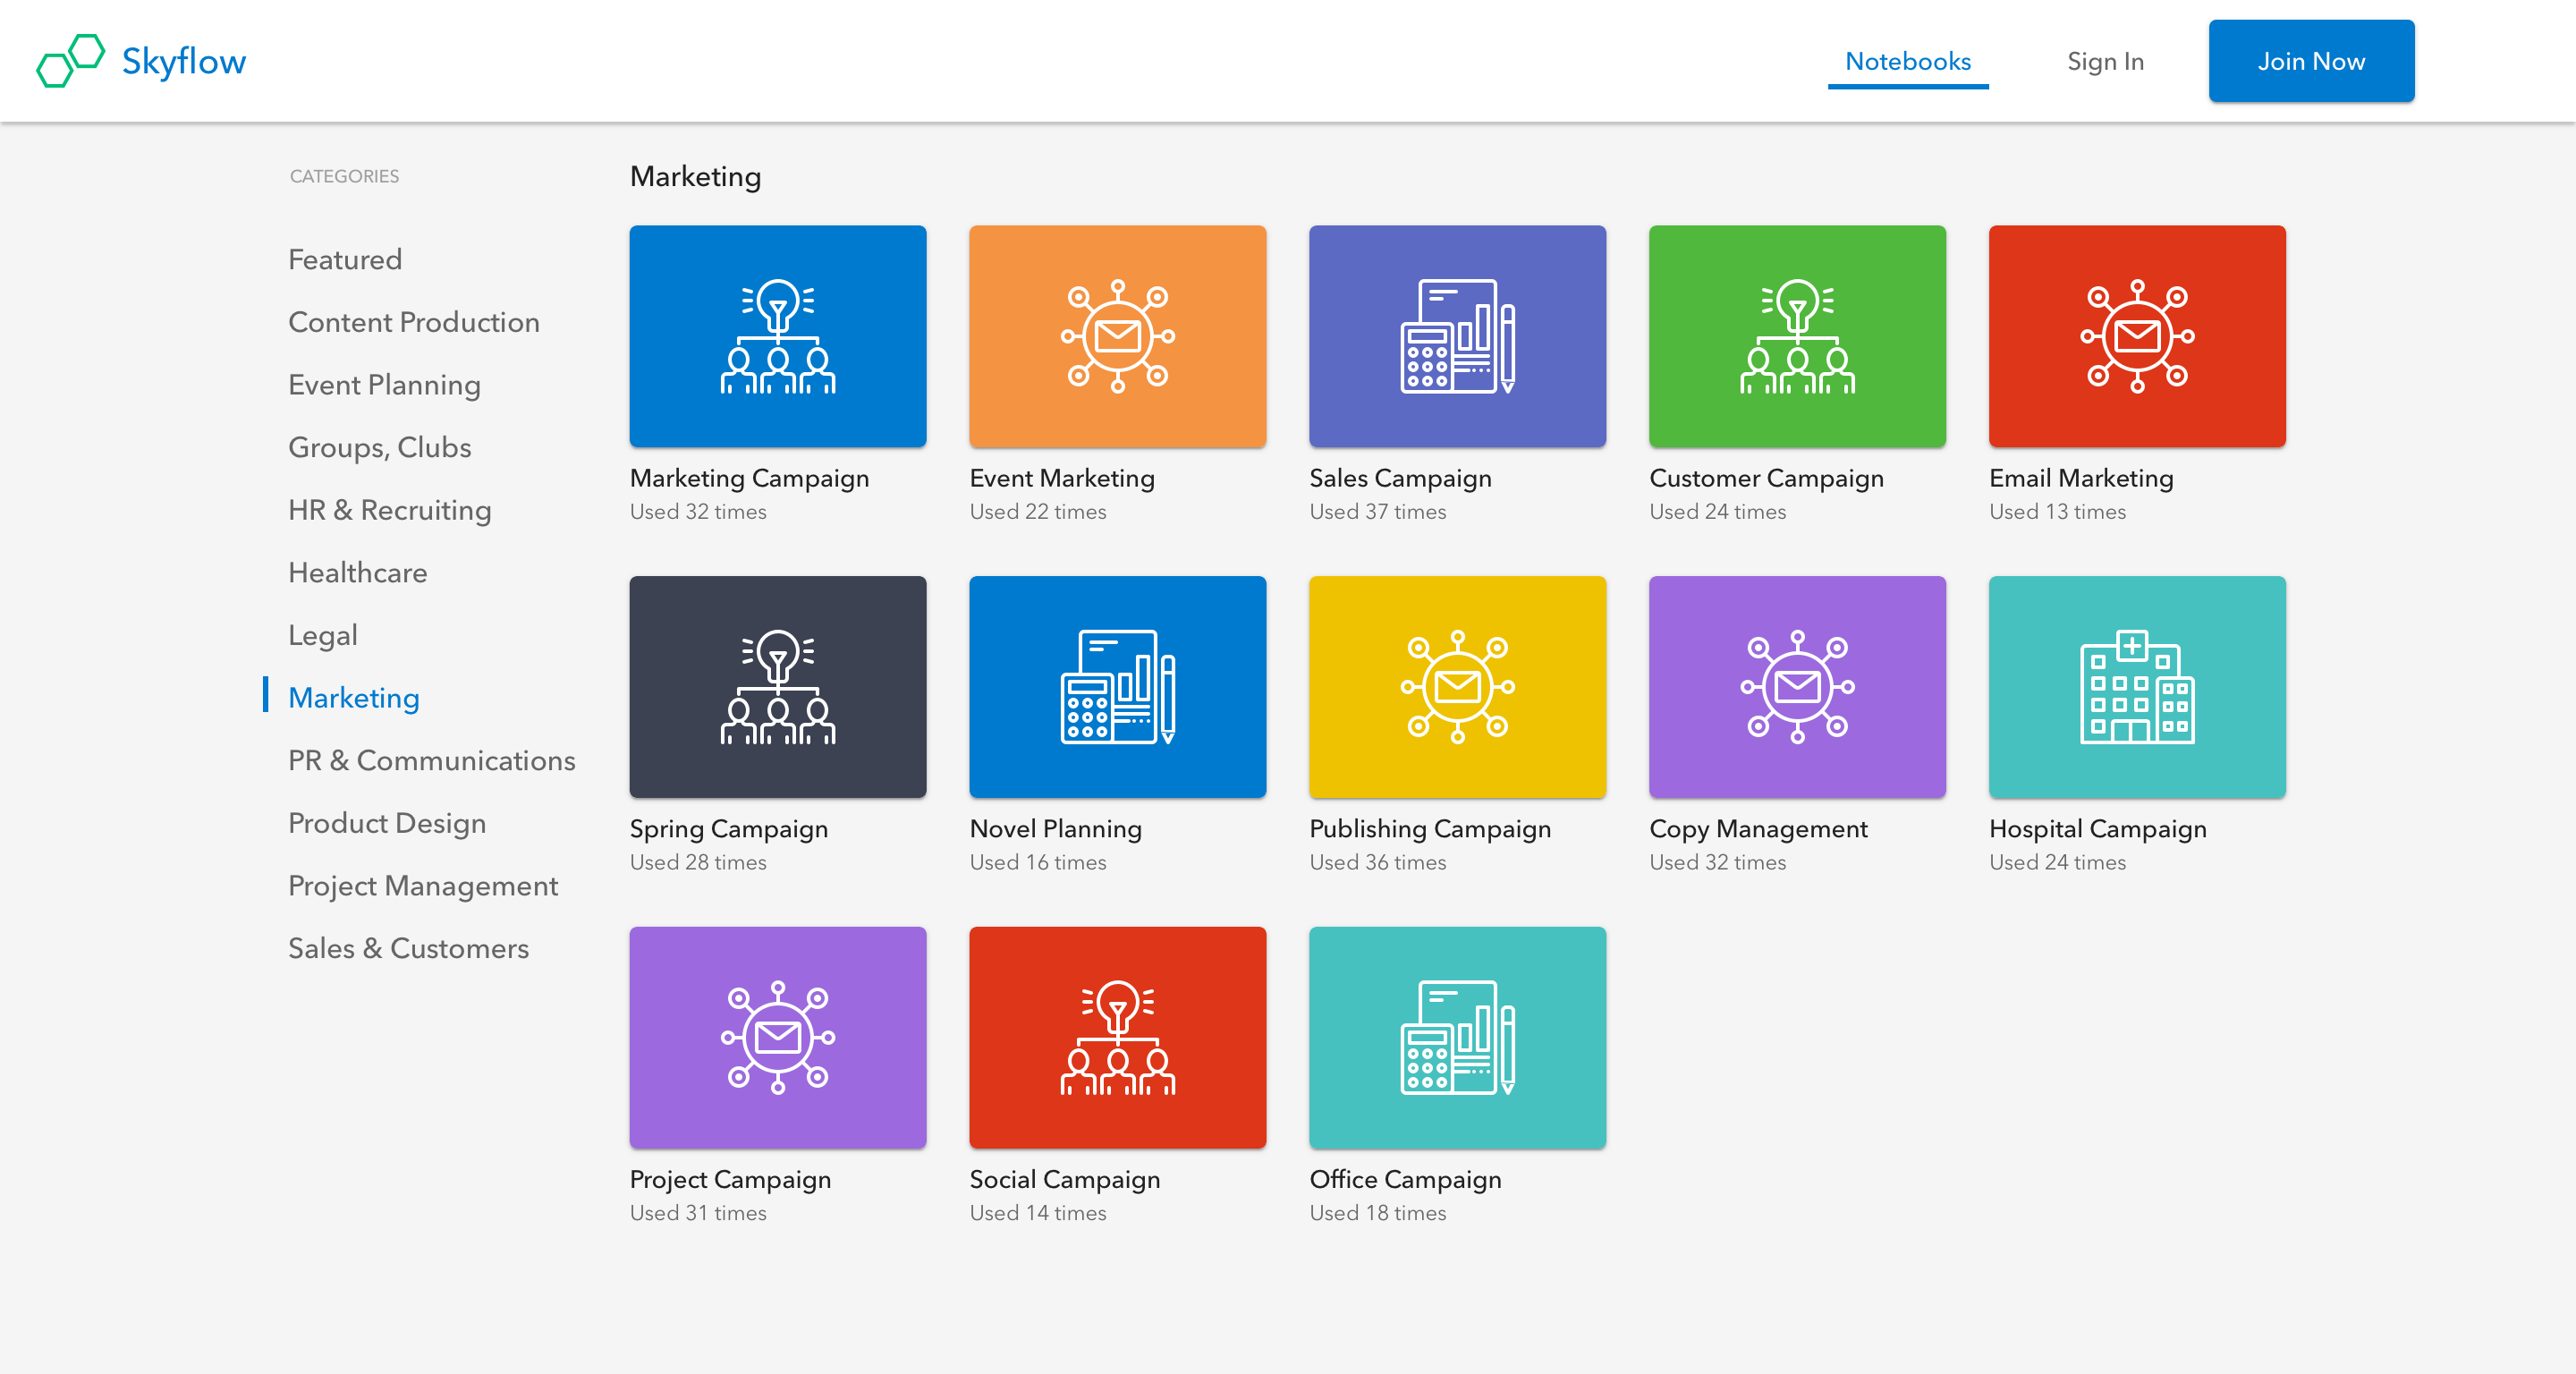 Skyflow
Notebooks
Sign In
Join Now
CATEGORIES
Featured
Content Production
Event Planning
Groups, Clubs
HR & Recruiting
Healthcare
Legal
Marketing
PR & Communications
Product Design
Project Management
Sales & Customers
Marketing
Marketing Campaign
Used 32 times
Event Marketing
Used 22 times
Sales Campaign
Used 37 times
Customer Campaign
Used 24 times
Email Marketing
Used 13 times
Spring Campaign
Used 28 times
Novel Planning
Used 16 times
Publishing Campaign
Used 36 times
Copy Management
Used 32 times
Hospital Campaign
Used 24 times
Project Campaign
Used 31 times
Social Campaign
Used 14 times
Office Campaign
Used 18 times